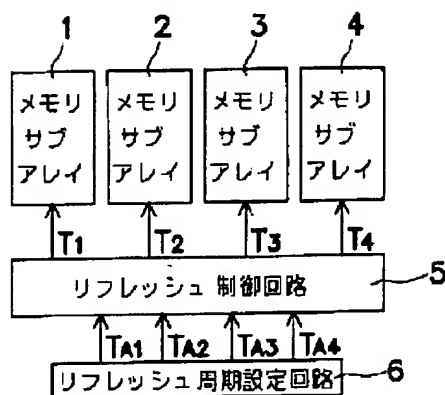 1 2 3 4
メモリ メモリ メモリ メモリ
サブ サブ サブ サブ
アレイ アレイ アレイ アレイ
T1 T2 T3 T4
リフレッシュ制御回路 5
TA1 TA2 TA3 TA4
リフレッシュ周期設定回路 6